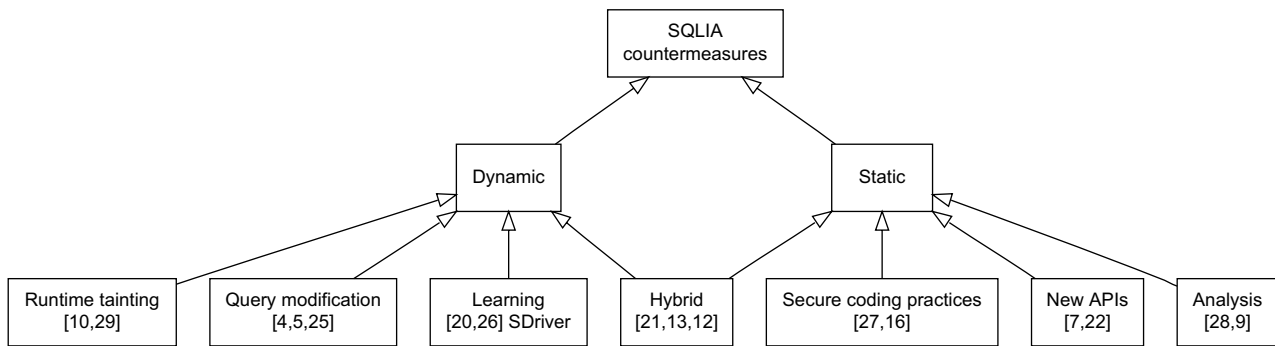 SQLIA
countermeasures
Dynamic
Static
Runtime tainting
[10,29]
Query modification
[4,5,25]
Learning
[20,26] SDriver
Hybrid
[21,13,12]
Secure coding practices
[27,16]
New APIs
[7,22]
Analysis
[28,9]